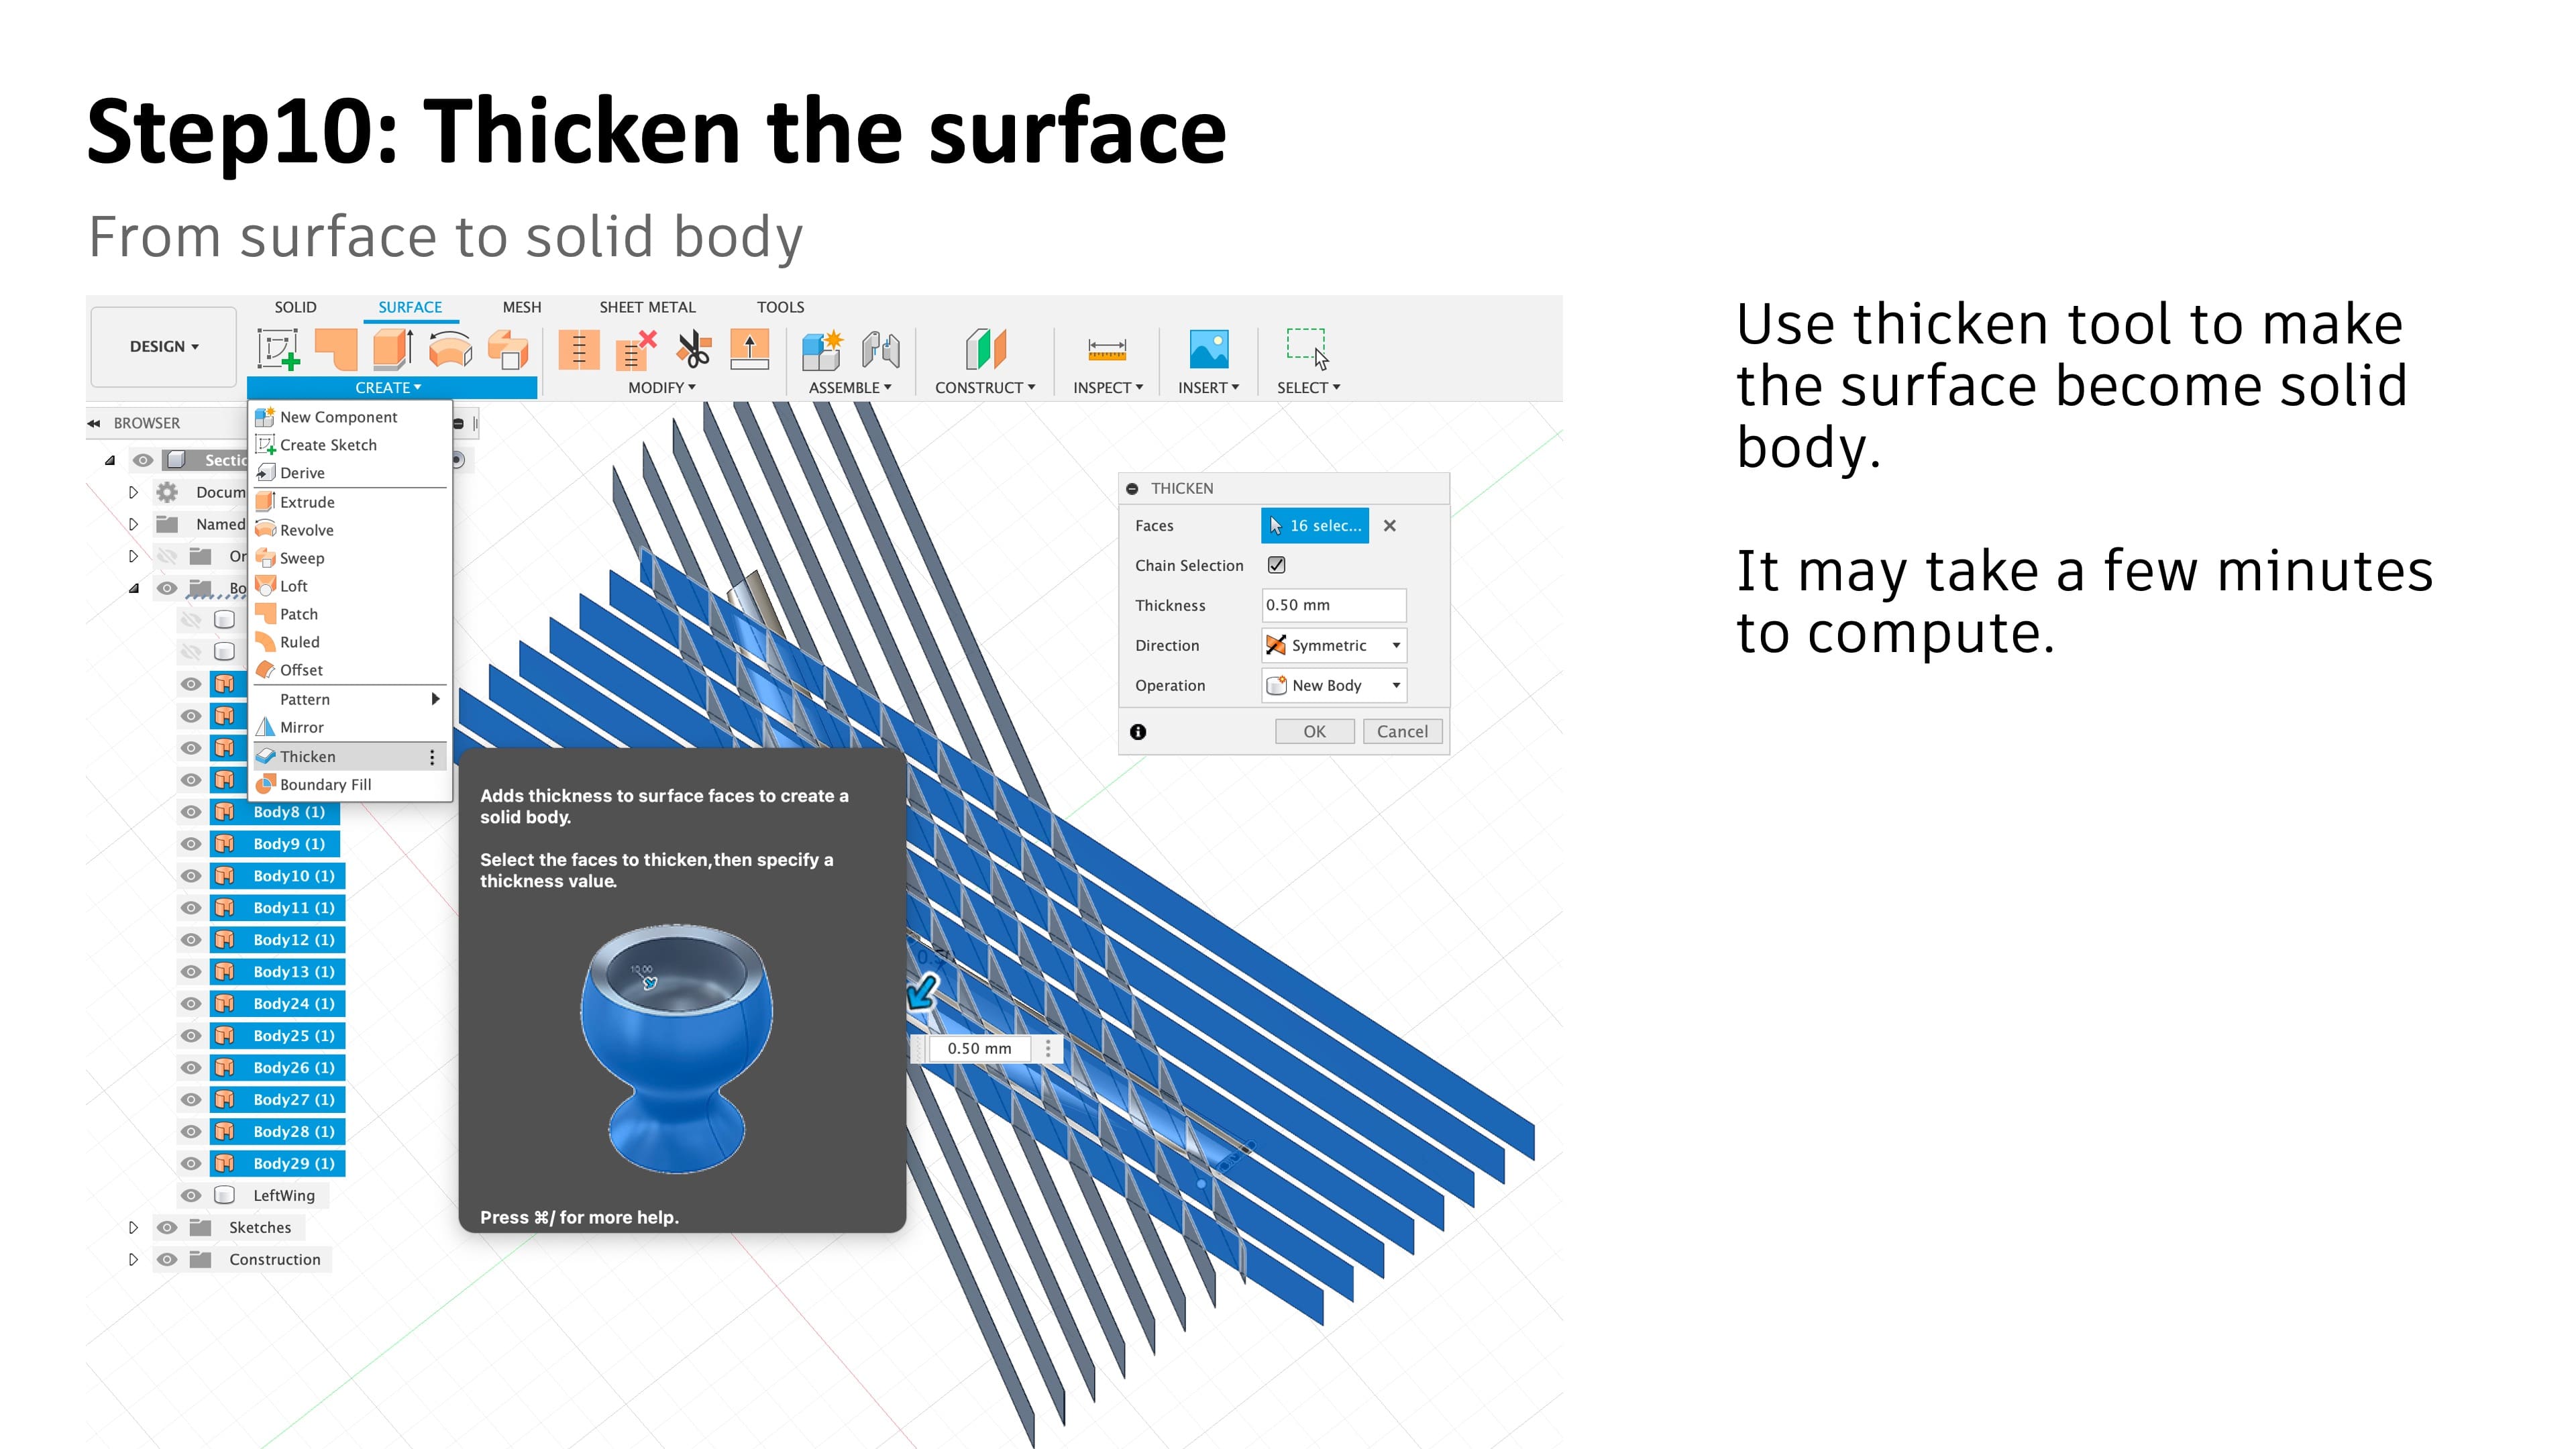 Step10: Thicken the surface
From surface to solid body
SOLID SURFACE MESH SHEET METAL TOOLS
DESIGN
CREATE MODIFY ASSEMBLE CONSTRUCT INSPECT INSERT SELECT
BROWSER
Sectic
Docum
Named
Or
Bo
New Component
Create Sketch
Derive
Extrude
Revolve
Sweep
Loft
Patch
Ruled
Offset
Pattern
Mirror
Thicken
Boundary Fill
Body8 (1)
Body9 (1)
Body10 (1)
Body11 (1)
Body12 (1)
Body13 (1)
Body24 (1)
Body25 (1)
Body26 (1)
Body27 (1)
Body28 (1)
Body29 (1)
LeftWing
Sketches
Construction
Adds thickness to surface faces to create a
solid body.
Select the faces to thicken,then specify a
thickness value.
10.00
Press ⌘/ for more help.
0.50 mm
THICKEN
Faces 16 selec...
Chain Selection
Thickness 0.50 mm
Direction Symmetric
Operation New Body
OK Cancel
Use thicken tool to make
the surface become solid
body.
It may take a few minutes
to compute.